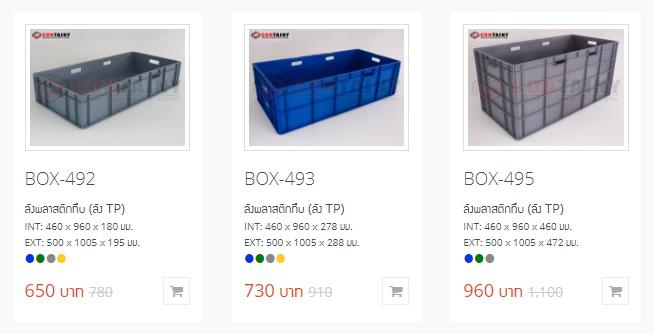 CONTAINY
CONTAINY
CONTAINY
BOX-492
ลังพลาสติกทึบ (ลัง TP)
INT: 460 x 960 x 180 มม.
EXT: 500 x 1005 x 195 มม.
650 บาท 780
BOX-493
ลังพลาสติกทึบ (ลัง TP)
INT: 460 x 960 x 278 มม.
EXT: 500 x 1005 x 288 มม.
730 บาท 910
BOX-495
ลังพลาสติกทึบ (ลัง TP)
INT: 460 x 960 x 460 มม.
EXT: 500 x 1005 x 472 มม.
960 บาท 1,100